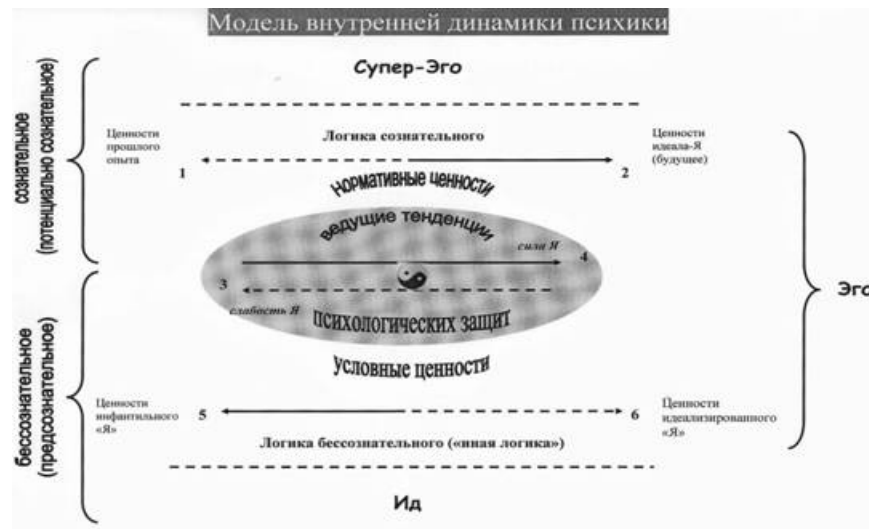 Модель внутренней динамики психики
Супер-Эго
сознательное
(потенциально сознательное)
Ценности
прошлого
опыта
Логика сознательного
Ценности
идеала-Я
(будущее)
1
2
Нормативные ценности
ведущие тенденции
сила Я
4
3
слабость Я
психологических защит
условные ценности
Эго
бессознательное
(предсознательное)
Ценности
инфантильного
«Я»
5
6
Ценности
идеализированного
«Я»
Логика бессознательного («иная логика»)
Ид